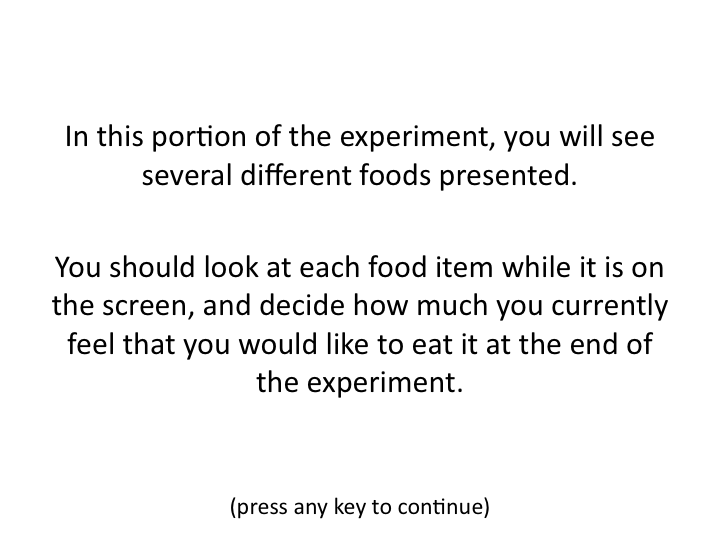 In this portion of the experiment, you will see
several different foods presented.
You should look at each food item while it is on
the screen, and decide how much you currently
feel that you would like to eat it at the end of
the experiment.
(press any key to continue)